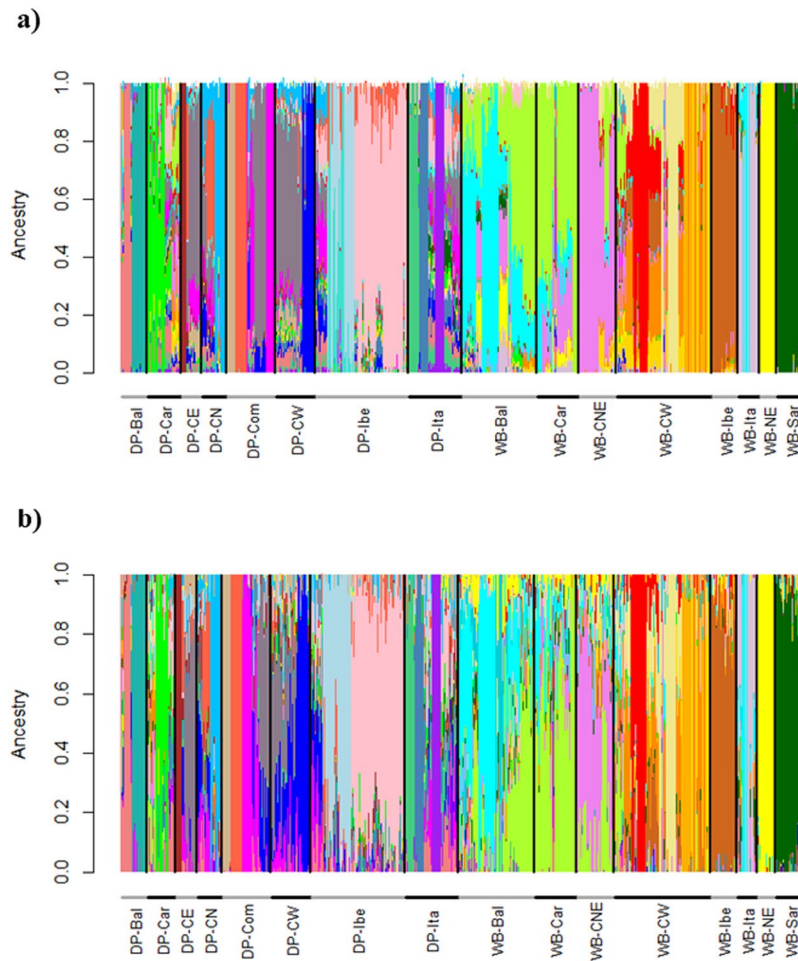 a)
1.0
0.8
0.6
0.4
0.2
0.0
Ancestry
DP-Bal
DP-Car
DP-CE
DP-CN
DP-Com
DP-CW
DP-Ibe
DP-Ita
WB-Bal
WB-Car
WB-CNE
WB-CW
WB-Ibe
WB-Ita
WB-NE
WB-Sar
b)
1.0
0.8
0.6
0.4
0.2
0.0
Ancestry
DP-Bal
DP-Car
DP-CE
DP-CN
DP-Com
DP-CW
DP-Ibe
DP-Ita
WB-Bal
WB-Car
WB-CNE
WB-CW
WB-Ibe
WB-Ita
WB-NE
WB-Sar